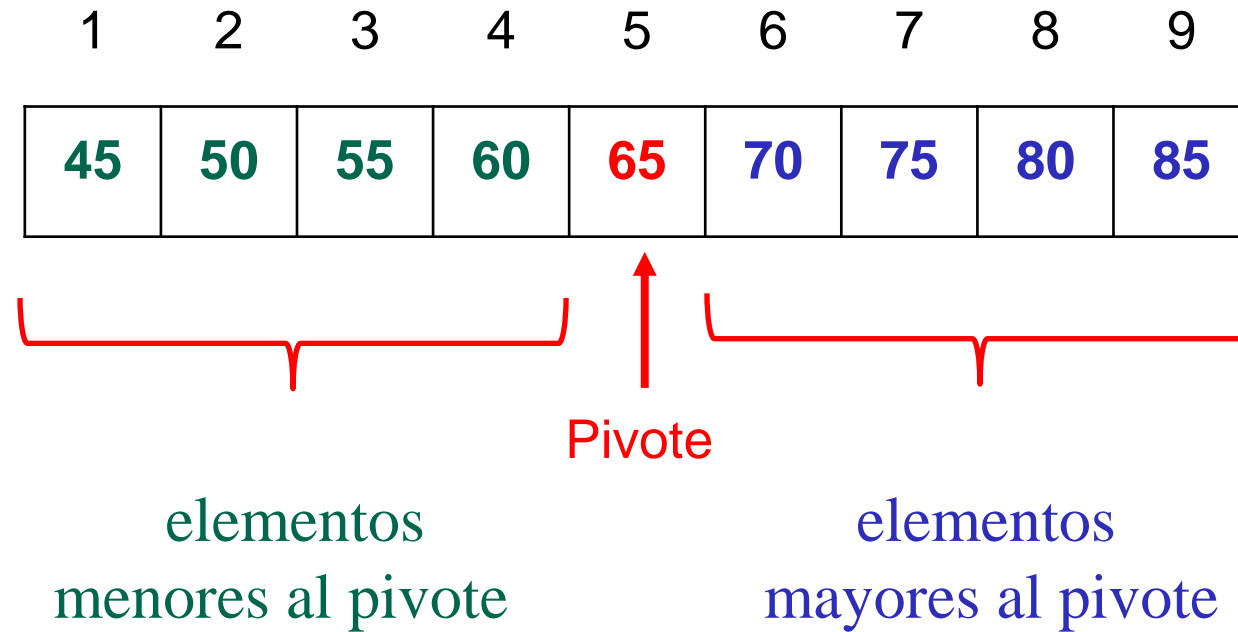 1 2 3 4 5 6 7 8 9
45 50 55 60 65 70 75 80 85
Pivote
elementos
menores al pivote
elementos
mayores al pivote